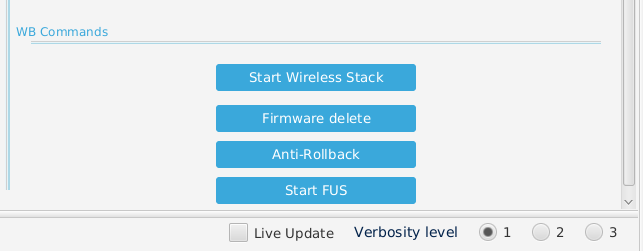 WB Commands
Start Wireless Stack
Firmware delete
Anti-Rollback
Start FUS
Live Update Verbosity level 1 2 3